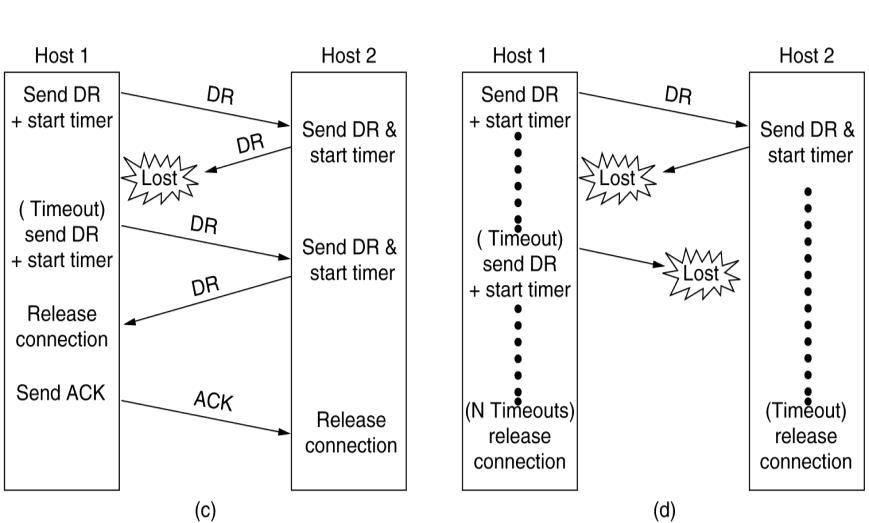 Host 1
Host 2
Send DR
+ start timer
DR
Send DR &
start timer
DR
Lost
( Timeout)
send DR
+ start timer
DR
Send DR &
start timer
DR
Release
connection
Send ACK
ACK
Release
connection
(c)
Host 1
Host 2
Send DR
+ start timer
DR
Send DR &
start timer
Lost
( Timeout)
send DR
+ start timer
Lost
(N Timeouts)
release
connection
(Timeout)
release
connection
(d)